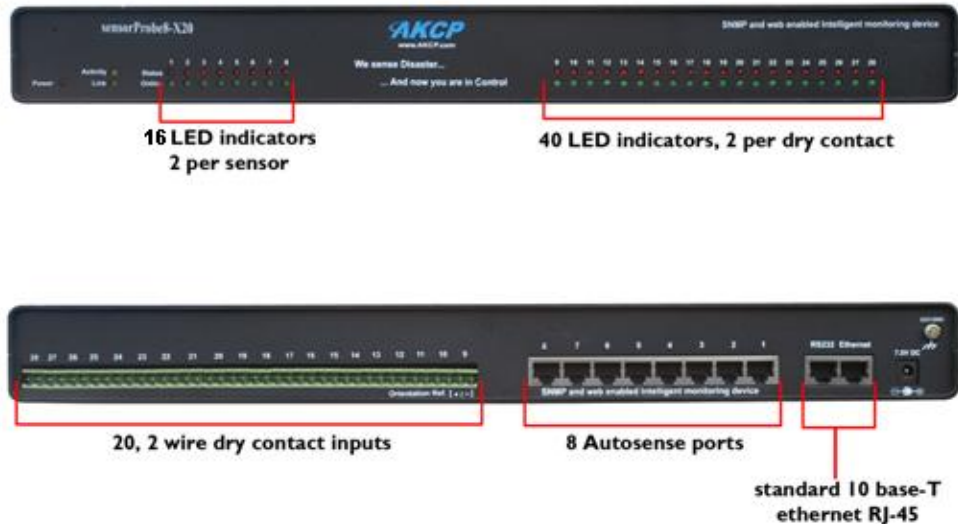 sensorProbe8-X20
AKCP
www.AKCP.com
SNMP and web enabled intelligent monitoring device
We sense Disaster...
... And now you are in Control
Power
Activity
Link
Status
Online
1 2 3 4 5 6 7 8
9 10 11 12 13 14 15 16 17 18 19 20 21 22 23 24 25 26 27 28
16 LED indicators
2 per sensor
40 LED indicators, 2 per dry contact
28 27 26 25 24 23 22 21 20 19 18 17 16 15 14 13 12 11 10 9
Orientation Ref. [+/-]
8 7 6 5 4 3 2 1
SNMP and web enabled intelligent monitoring device
RS232 Ethernet
20, 2 wire dry contact inputs
8 Autosense ports
standard 10 base-T
ethernet RJ-45